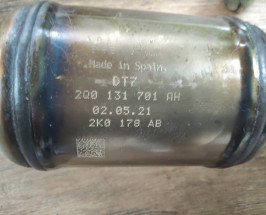 Made in Spain.
DT7
2Q0 131 701 AH
02.05.21
2K0 178 AB